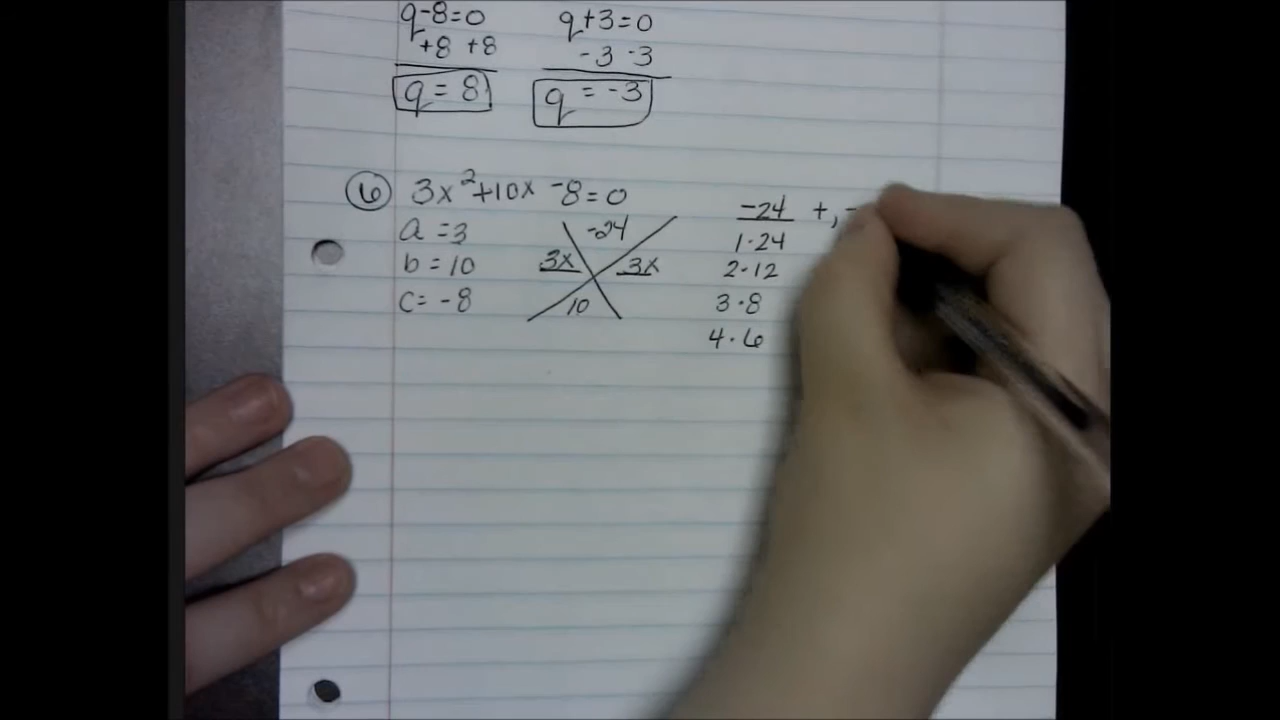 q-8=0 q+3=0
+8 +8 -3 -3
q = 8 q = -3
6 3x²+10x -8=0
-24 +, -
a = 3 -24 1·24
b = 10 3x 3x 2·12
c = -8 10 3·8
4·6